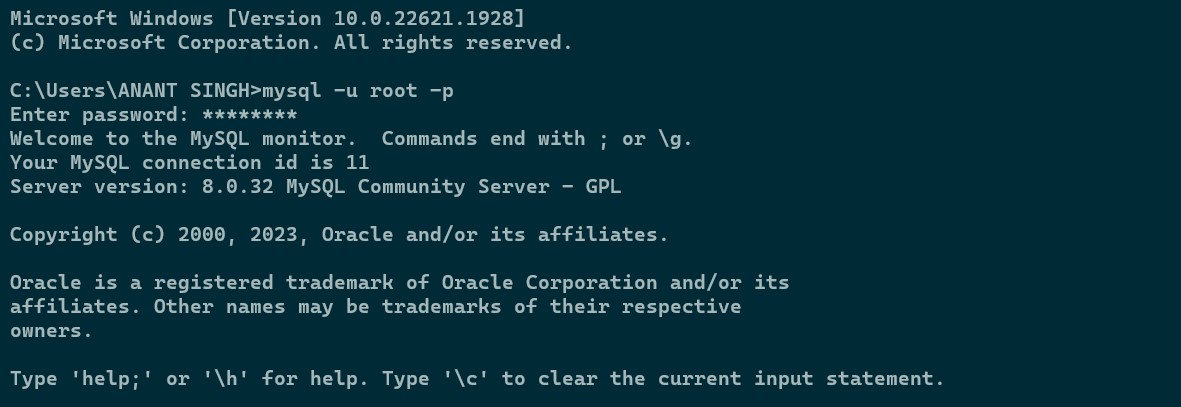 Microsoft Windows [Version 10.0.22621.1928]
(c) Microsoft Corporation. All rights reserved.
C:\Users\ANANT SINGH>mysql -u root -p
Enter password: ********
Welcome to the MySQL monitor.  Commands end with ; or \g.
Your MySQL connection id is 11
Server version: 8.0.32 MySQL Community Server - GPL
Copyright (c) 2000, 2023, Oracle and/or its affiliates.
Oracle is a registered trademark of Oracle Corporation and/or its
affiliates. Other names may be trademarks of their respective
owners.
Type 'help;' or '\h' for help. Type '\c' to clear the current input statement.